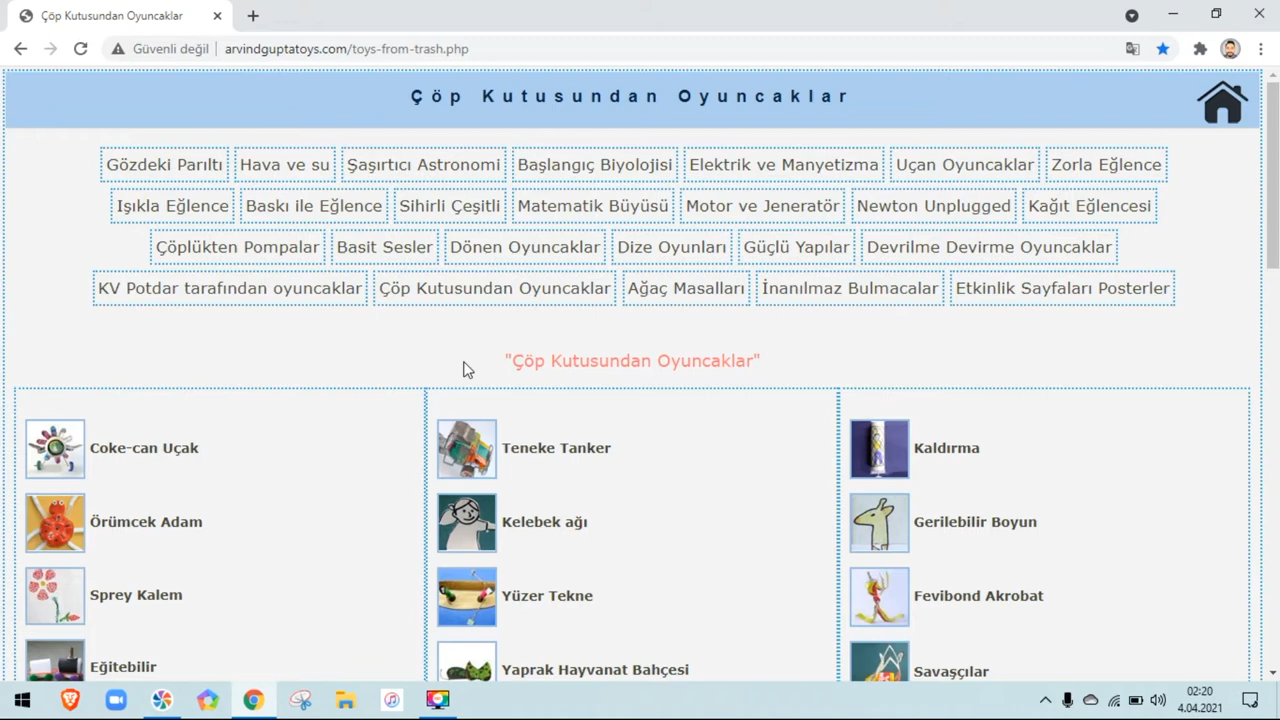 Çöp Kutusundan Oyuncaklar
Güvenli değil arvindguptatoys.com/toys-from-trash.php
Çöp Kutusundan Oyuncaklar
Gözdeki Parıltı Hava ve su Şaşırtıcı Astronomi Başlangıç Biyolojisi Elektrik ve Manyetizma Uçan Oyuncaklar Zorla Eğlence
Işıkla Eğlence Baskı ile Eğlence Sihirli Çeşitli Matematik Büyüsü Motor ve Jeneratör Newton Unplugged Kağıt Eğlencesi
Çöplükten Pompalar Basit Sesler Dönen Oyuncaklar Dize Oyunları Güçlü Yapılar Devrilme Devirme Oyuncaklar
KV Potdar tarafından oyuncaklar Çöp Kutusundan Oyuncaklar Ağaç Masalları İnanılmaz Bulmacalar Etkinlik Sayfaları Posterler
"Çöp Kutusundan Oyuncaklar"
Coke-can Uçak Teneke Tanker Kaldırma
Örümcek Adam Kelebek ağı Gerilebilir Boyun
Sprey Kalem Yüzer Tekne Fevibond Akrobat
Eğitebilir Yaprak Hayvanat Bahçesi Savaşçılar
02:20
4.04.2021